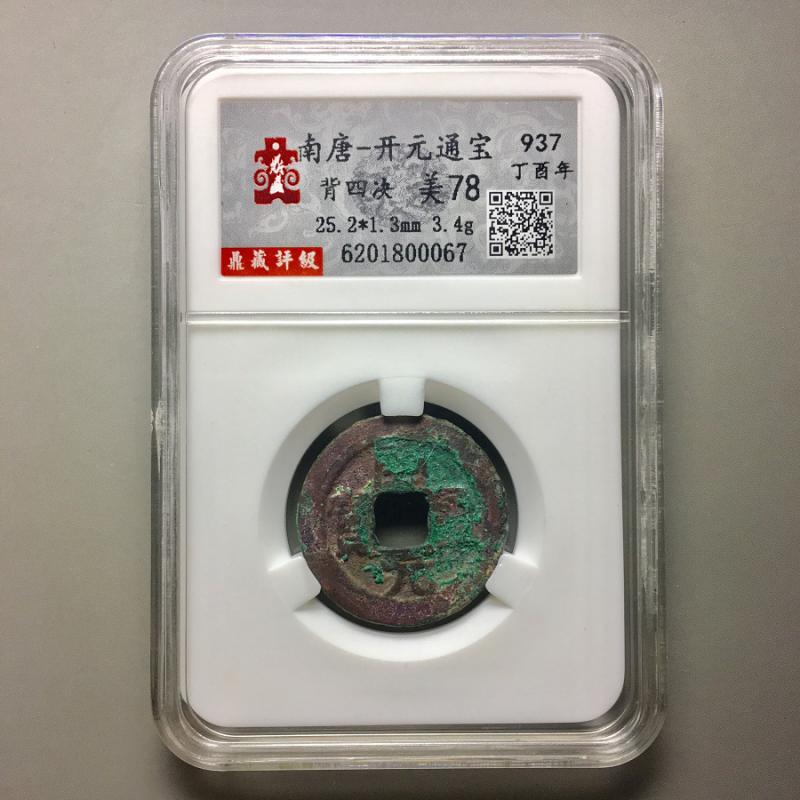 南唐-开元通宝 937
丁酉年
背四决 美78
25.2*1.3mm 3.4g
鼎藏評級 6201800067
元